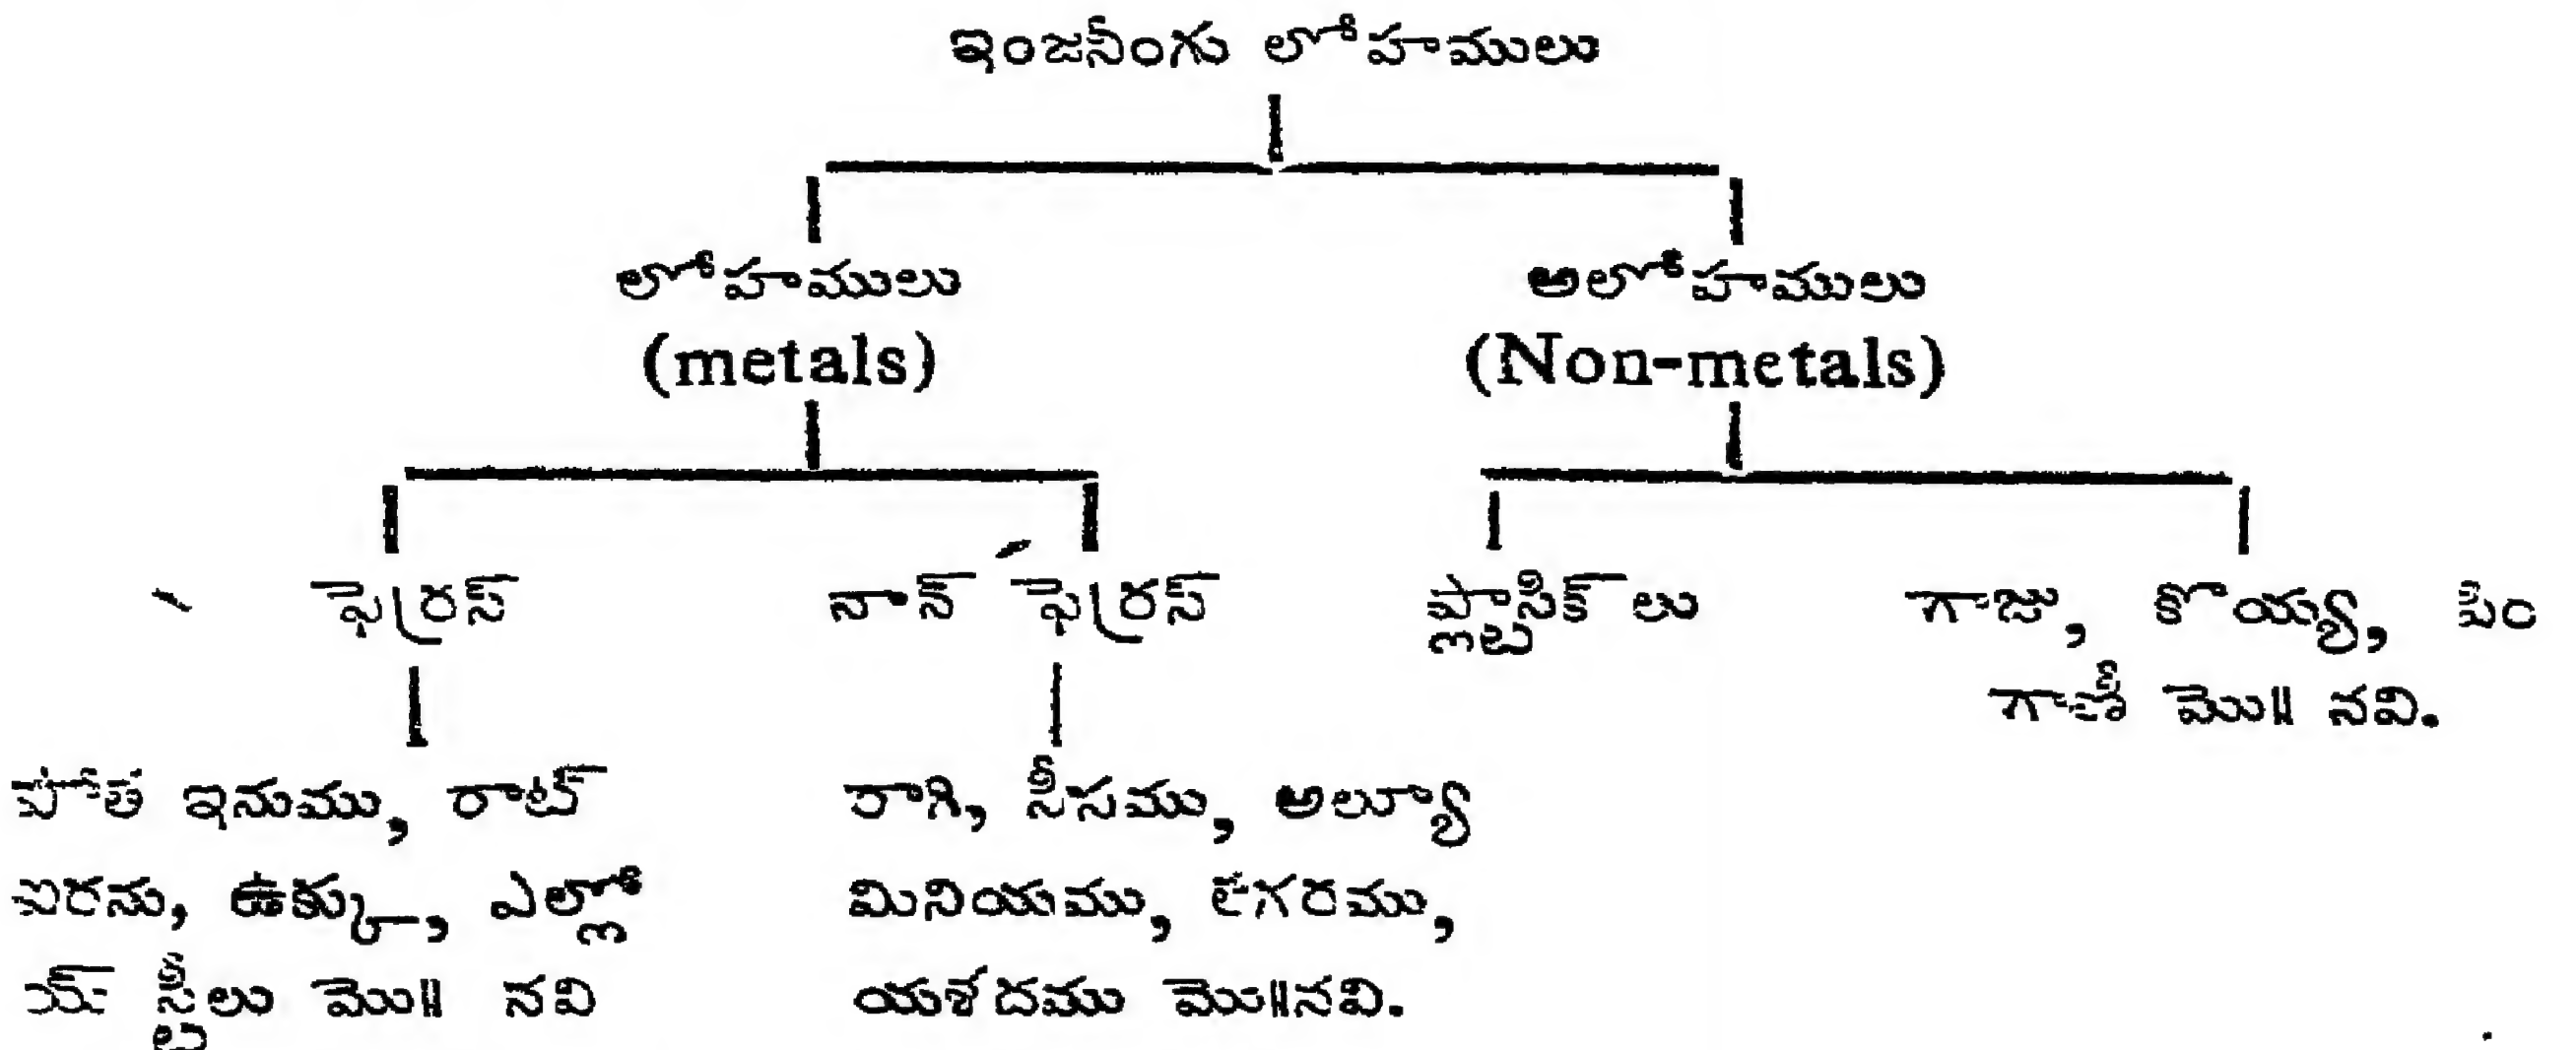 ఇంజనీంగు లోహములు
లోహములు
(metals)
అలోహములు
(Non-metals)
ఫెర్రస్
నాన్ ఫెర్రస్
ప్లాస్టిక్‌లు
గాజు, కొయ్య, పిం
గాణీ మొ॥ నవి.
పోత ఇనుము, రాట్
ఐరను, ఉక్కు, ఎల్లో
య్ స్టీలు మొ॥ నవి
రాగి, సీసము, అల్యూ
మినియము, తగరము,
యశదము మొ॥నవి.